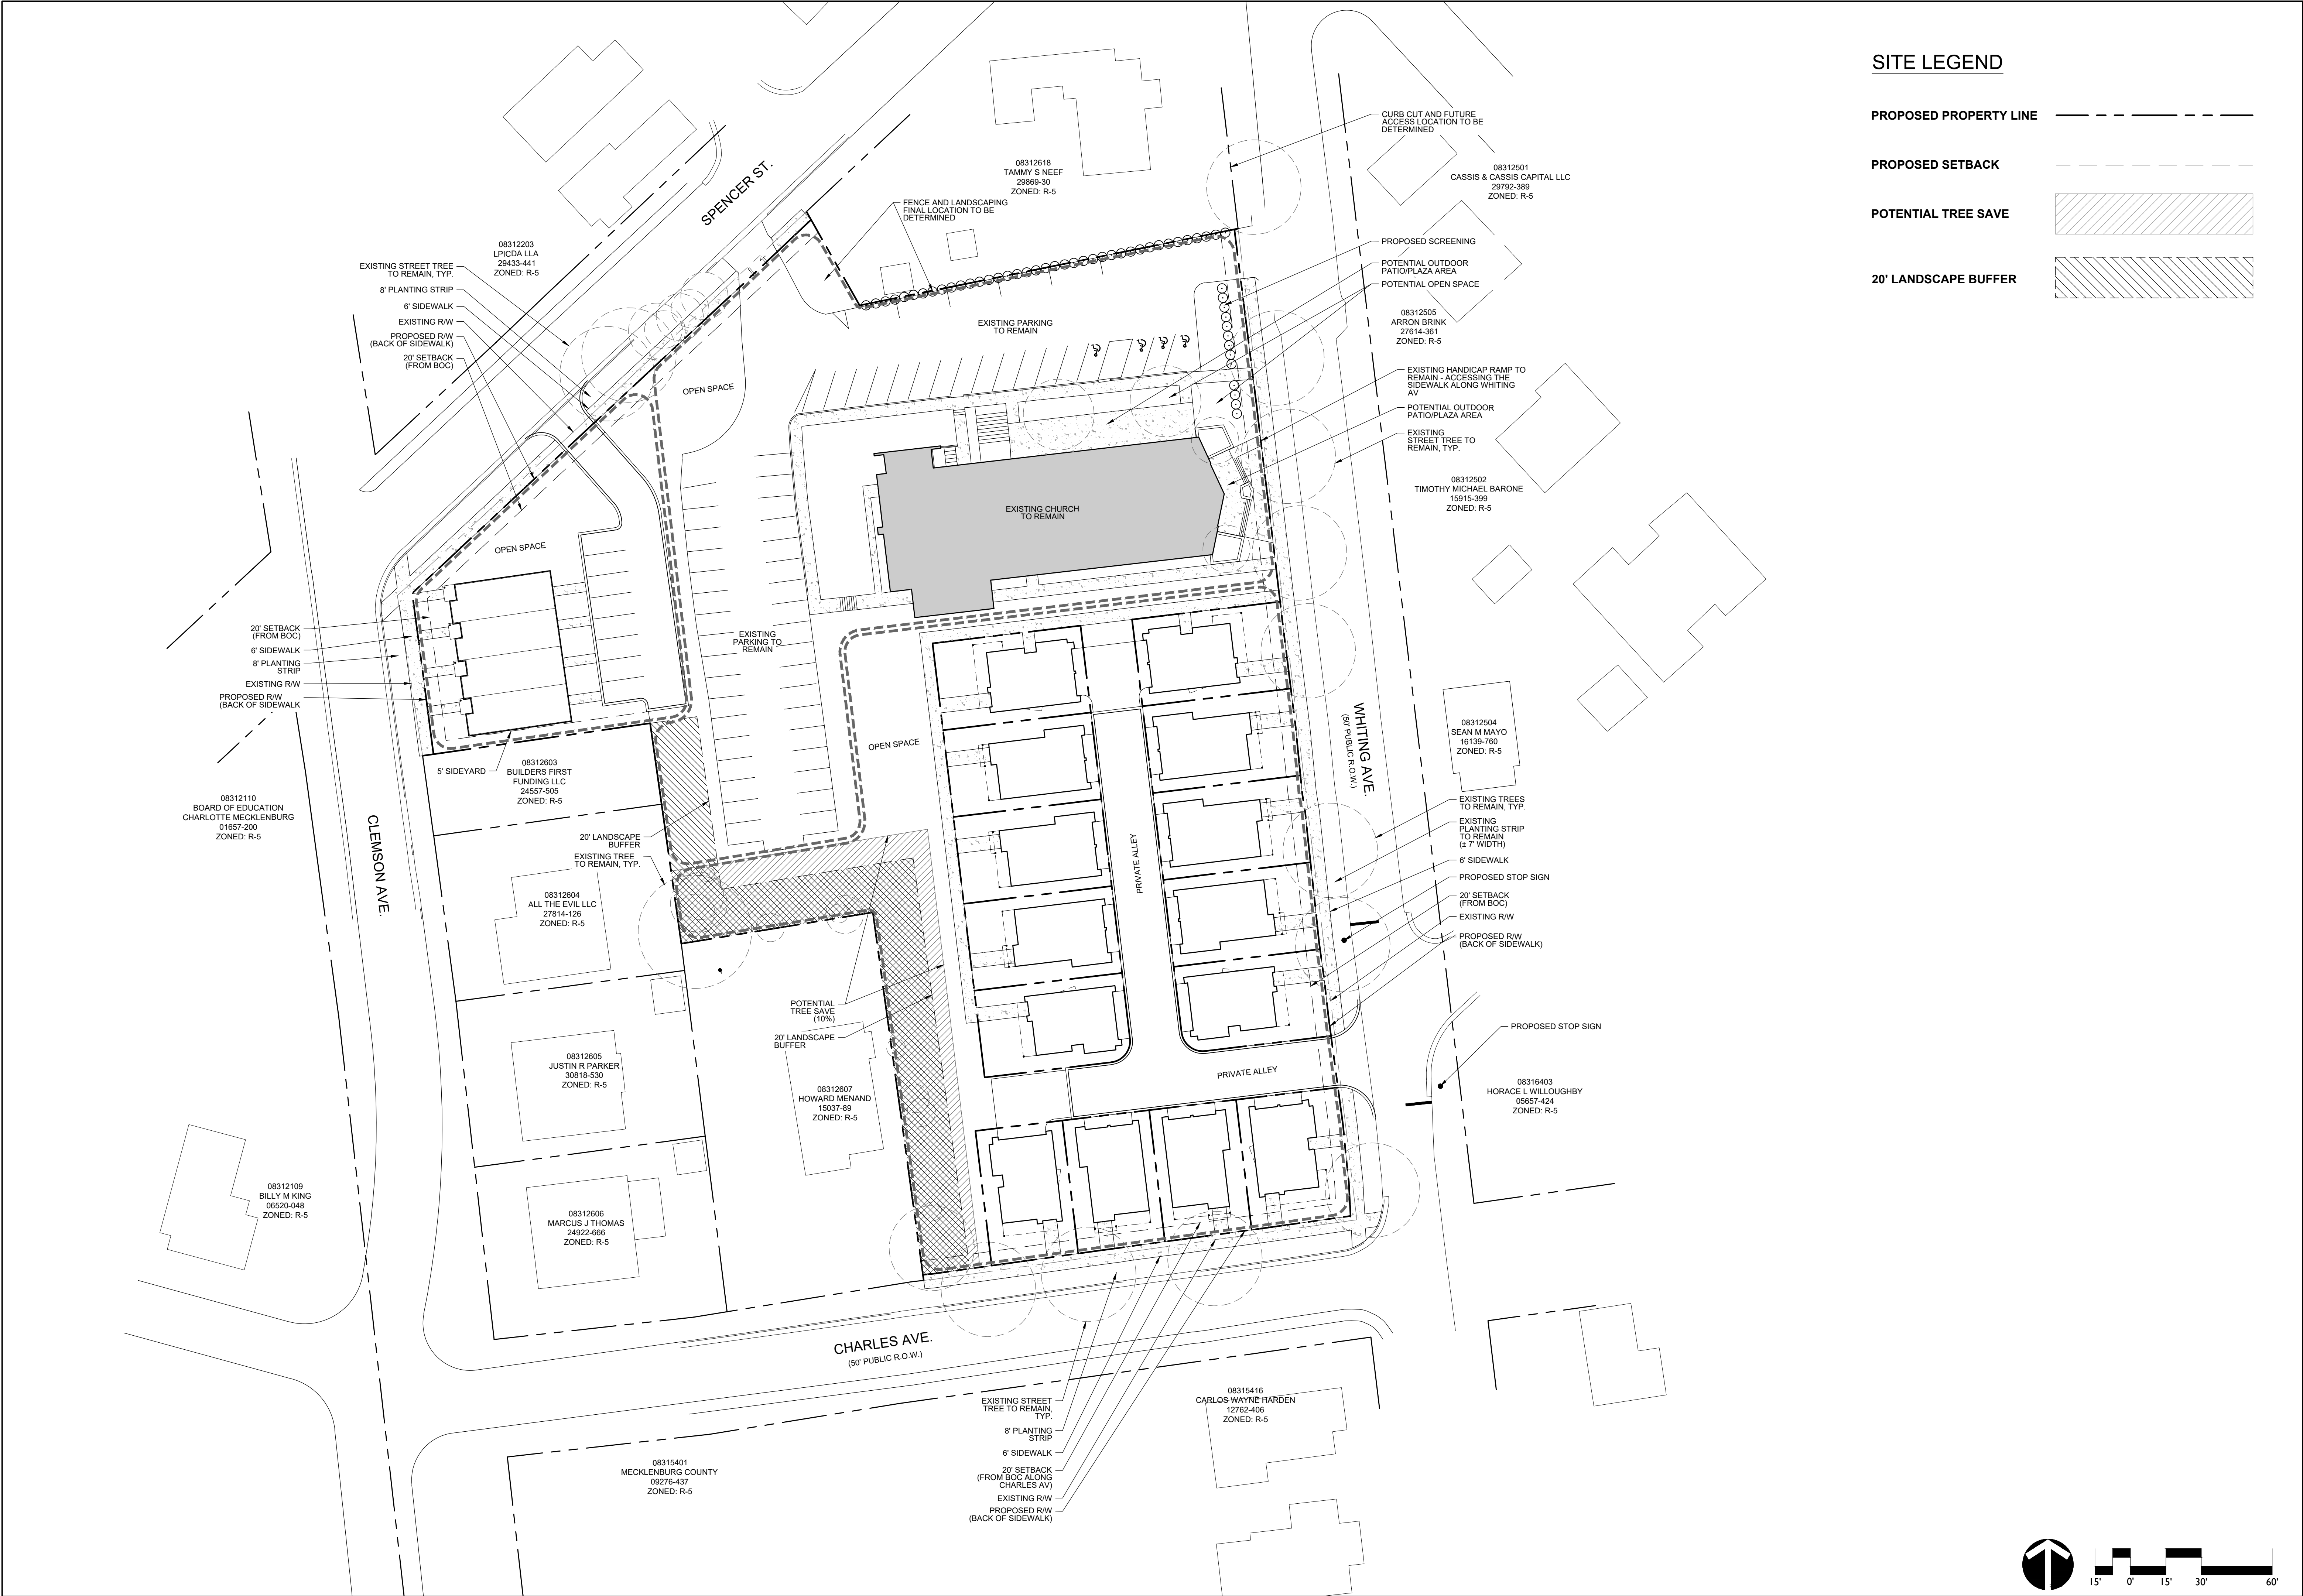 SITE LEGEND
PROPOSED PROPERTY LINE
PROPOSED SETBACK
POTENTIAL TREE SAVE
20' LANDSCAPE BUFFER
SPENCER ST.
08312203
LPICDA LLA
29433-441
ZONED: R-5
EXISTING STREET TREE
TO REMAIN, TYP.
8' PLANTING STRIP
6' SIDEWALK
EXISTING R/W
PROPOSED R/W
(BACK OF SIDEWALK)
20' SETBACK
(FROM BOC)
08312618
TAMMY S NEEF
29869-30
ZONED: R-5
FENCE AND LANDSCAPING
FINAL LOCATION TO BE
DETERMINED
CURB CUT AND FUTURE
ACCESS LOCATION TO BE
DETERMINED
08312501
CASSIS & CASSIS CAPITAL LLC
29792-389
ZONED: R-5
PROPOSED SCREENING
POTENTIAL OUTDOOR
PATIO/PLAZA AREA
POTENTIAL OPEN SPACE
08312505
ARRON BRINK
27614-361
ZONED: R-5
EXISTING HANDICAP RAMP TO
REMAIN - ACCESSING THE
SIDEWALK ALONG WHITING
AV
POTENTIAL OUTDOOR
PATIO/PLAZA AREA
EXISTING
STREET TREE TO
REMAIN, TYP.
08312502
TIMOTHY MICHAEL BARONE
15915-399
ZONED: R-5
EXISTING PARKING
TO REMAIN
OPEN SPACE
EXISTING CHURCH
TO REMAIN
OPEN SPACE
20' SETBACK
(FROM BOC)
6' SIDEWALK
8' PLANTING
STRIP
EXISTING R/W
PROPOSED R/W
(BACK OF SIDEWALK
EXISTING
PARKING TO
REMAIN
OPEN SPACE
WHITING AVE.
(50' PUBLIC R.O.W.)
08312504
SEAN M MAYO
16139-760
ZONED: R-5
5' SIDEYARD
08312603
BUILDERS FIRST
FUNDING LLC
24557-505
ZONED: R-5
08312110
BOARD OF EDUCATION
CHARLOTTE MECKLENBURG
01657-200
ZONED: R-5
CLEMSON AVE.
20' LANDSCAPE
BUFFER
EXISTING TREE
TO REMAIN, TYP.
PRIVATE ALLEY
EXISTING TREES
TO REMAIN, TYP.
EXISTING
PLANTING STRIP
TO REMAIN
(± 7' WIDTH)
6' SIDEWALK
PROPOSED STOP SIGN
20' SETBACK
(FROM BOC)
EXISTING R/W
PROPOSED R/W
(BACK OF SIDEWALK)
08312604
ALL THE EVIL LLC
27814-126
ZONED: R-5
POTENTIAL
TREE SAVE
(10%)
20' LANDSCAPE
BUFFER
PROPOSED STOP SIGN
08312605
JUSTIN R PARKER
30818-530
ZONED: R-5
08312607
HOWARD MENAND
15037-89
ZONED: R-5
PRIVATE ALLEY
08316403
HORACE L WILLOUGHBY
05657-424
ZONED: R-5
08312109
BILLY M KING
06520-048
ZONED: R-5
08312606
MARCUS J THOMAS
24922-666
ZONED: R-5
CHARLES AVE.
(50' PUBLIC R.O.W.)
EXISTING STREET
TREE TO REMAIN,
TYP.
8' PLANTING
STRIP
6' SIDEWALK
20' SETBACK
(FROM BOC ALONG
CHARLES AV)
EXISTING R/W
PROPOSED R/W
(BACK OF SIDEWALK)
08315416
CARLOS WAYNE HARDEN
12762-406
ZONED: R-5
08315401
MECKLENBURG COUNTY
09276-437
ZONED: R-5
15' 0' 15' 30' 60'